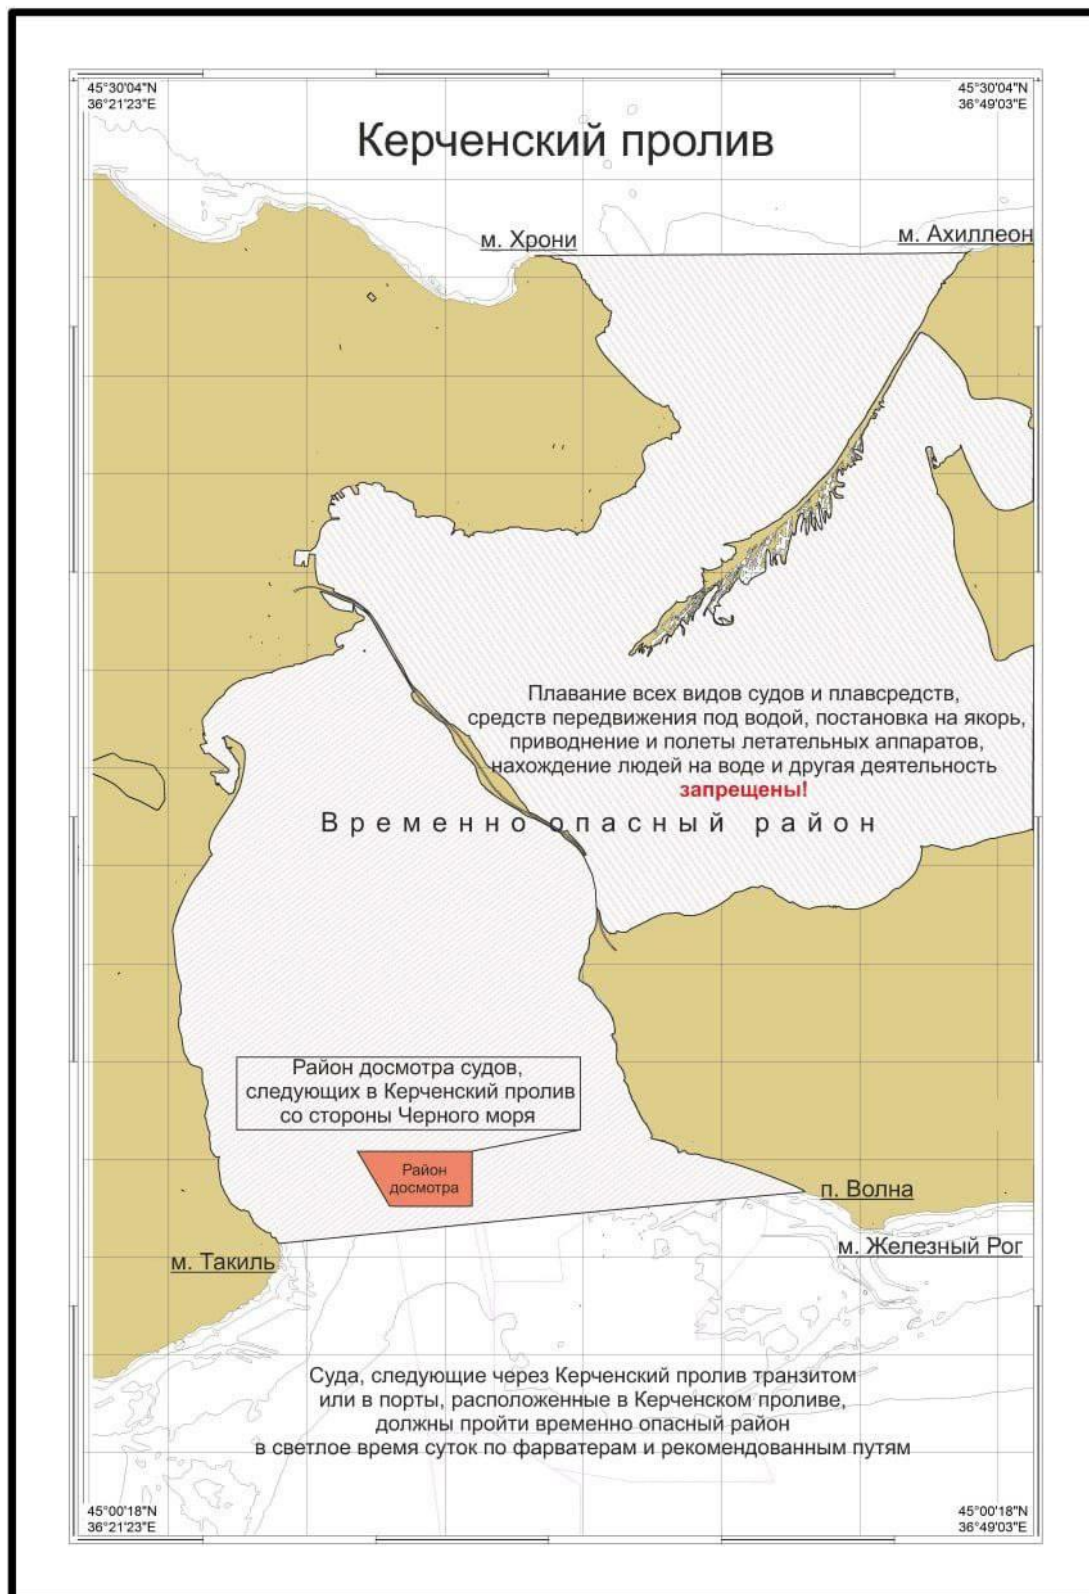 45°30'04"N
36°21'23"E
45°30'04"N
36°49'03"E
Керченский пролив
м. Хрони
м. Ахиллеон
Плавание всех видов судов и плавсредств,
средств передвижения под водой, постановка на якорь,
приводнение и полеты летательных аппаратов,
нахождение людей на воде и другая деятельность
запрещены!
Временно опасный район
Район досмотра судов,
следующих в Керченский пролив
со стороны Черного моря
Район
досмотра
п. Волна
м. Железный Рог
м. Такиль
Суда, следующие через Керченский пролив транзитом
или в порты, расположенные в Керченском проливе,
должны пройти временно опасный район
в светлое время суток по фарватерам и рекомендованным путям
45°00'18"N
36°21'23"E
45°00'18"N
36°49'03"E